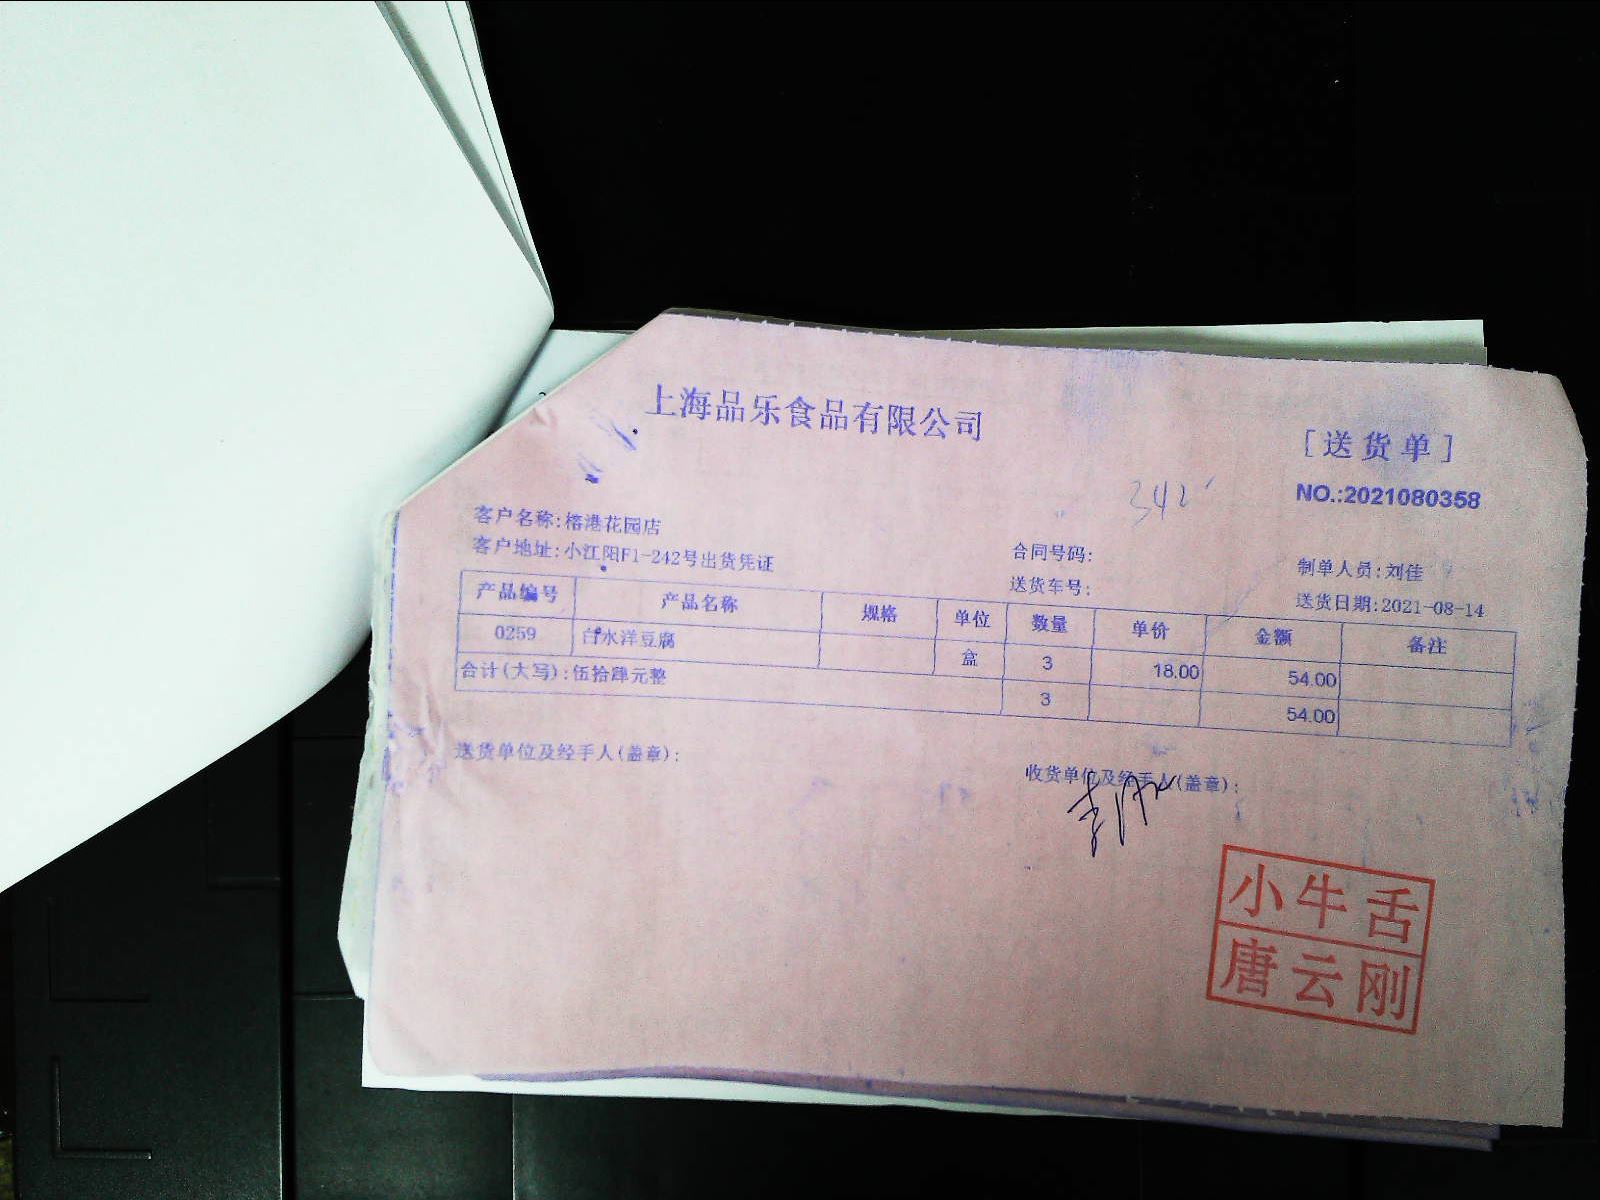 上海品乐食品有限公司
[送货单]
NO.:2021080358
342
客户名称:榕港花园店
客户地址:小江阳F1-242号出货凭证
合同号码:
送货车号:
制单人员:刘佳
送货日期:2021-08-14
产品编号 产品名称 规格 单位 数量 单价 金额 备注
0259 白水洋豆腐 盒 3 18.00 54.00
合计(大写):伍拾肆元整 3 54.00
送货单位及经手人(盖章):
收货单位及经手人(盖章):
小牛舌
唐云刚